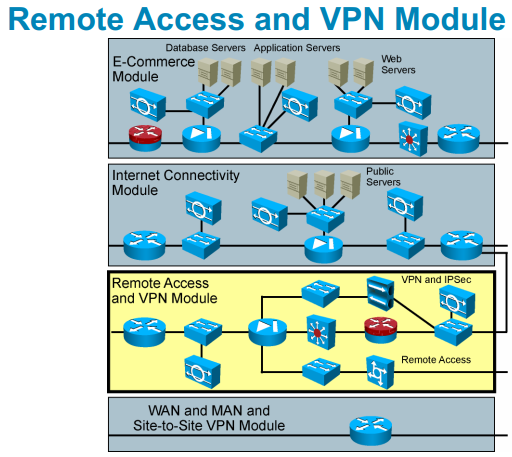 Remote Access and VPN Module
Database Servers
Application Servers
E-Commerce
Module
Web
Servers
Internet Connectivity
Module
Public
Servers
Remote Access
and VPN Module
VPN and IPSec
Remote Access
WAN and MAN and
Site-to-Site VPN Module